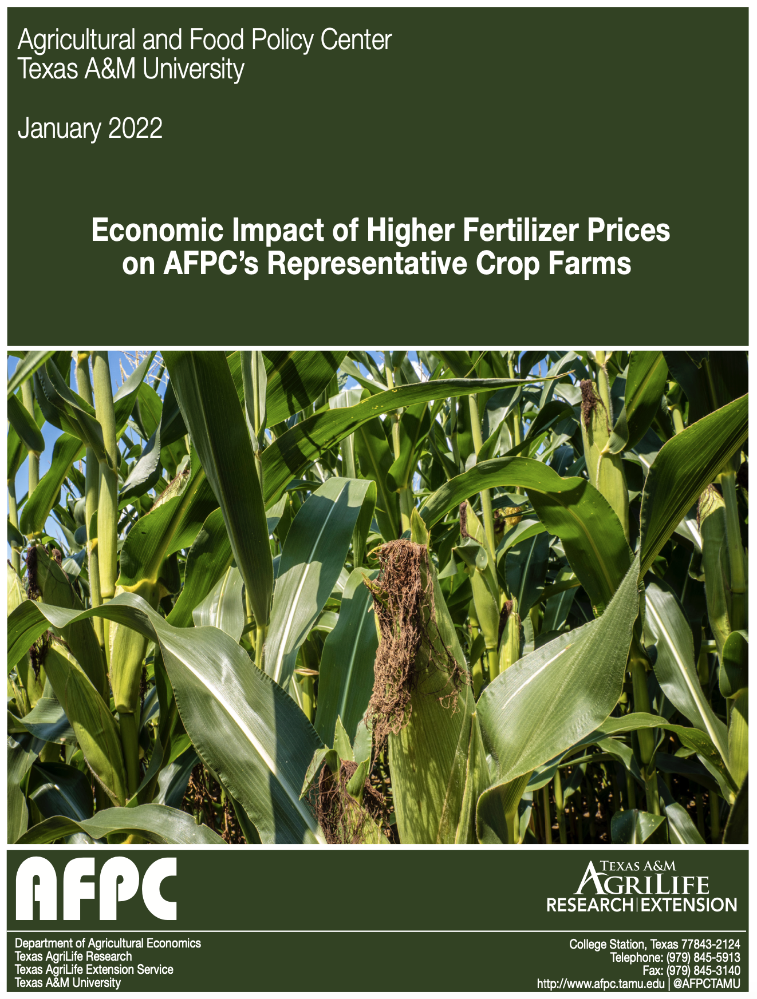 Agricultural and Food Policy Center
Texas A&M University
January 2022
Economic Impact of Higher Fertilizer Prices
on AFPC’s Representative Crop Farms
AFPC
TEXAS A&M
AGRILIFE
RESEARCH | EXTENSION
Department of Agricultural Economics
Texas AgriLife Research
Texas AgriLife Extension Service
Texas A&M University
College Station, Texas 77843-2124
Telephone: (979) 845-5913
Fax: (979) 845-3140
http://www.afpc.tamu.edu | @AFPCTAMU